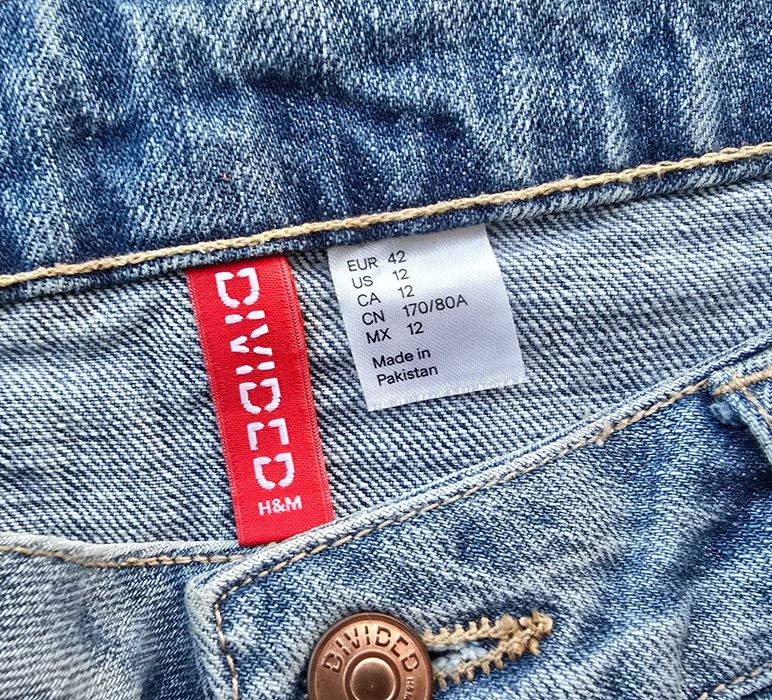 DIVIDED
H&M
EUR 42
US 12
CA 12
CN 170/80A
MX 12
Made in
Pakistan
DIVIDED